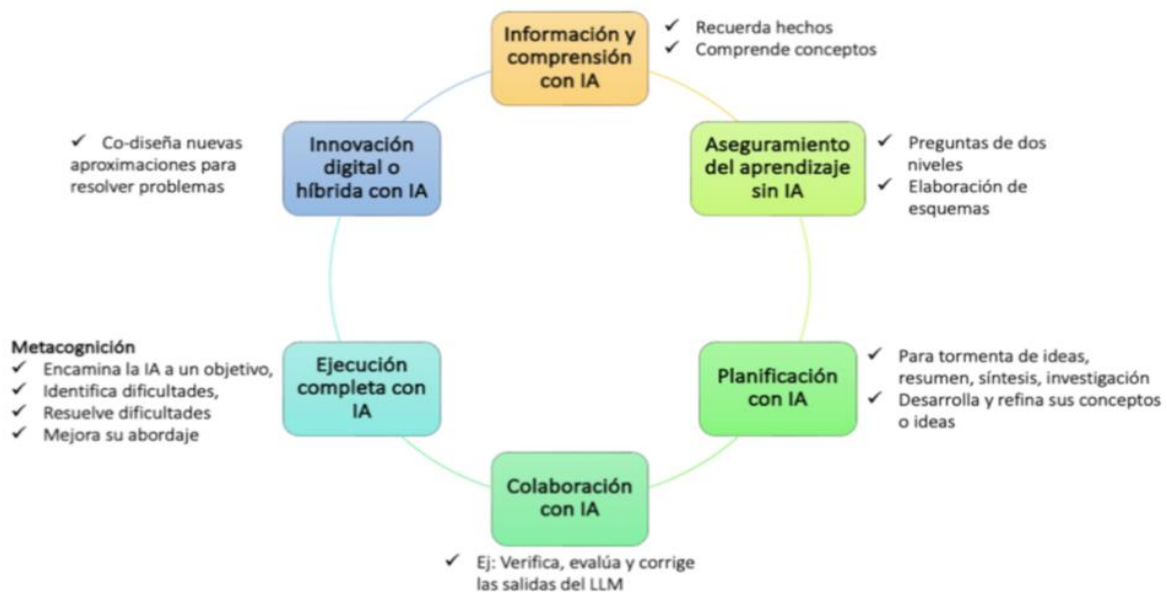 Información y
comprensión
con IA
✓ Recuerda hechos
✓ Comprende conceptos
Aseguramiento
del aprendizaje
sin IA
✓ Preguntas de dos
niveles
✓ Elaboración de
esquemas
Planificación
con IA
✓ Para tormenta de ideas,
resumen, síntesis, investigación
✓ Desarrolla y refina sus conceptos
o ideas
Colaboración
con IA
✓ Ej: Verifica, evalúa y corrige
las salidas del LLM
Ejecución
completa con
IA
Metacognición
✓ Encamina la IA a un objetivo,
✓ Identifica dificultades,
✓ Resuelve dificultades
✓ Mejora su abordaje
Innovación
digital o
híbrida con IA
✓ Co-diseña nuevas
aproximaciones para
resolver problemas